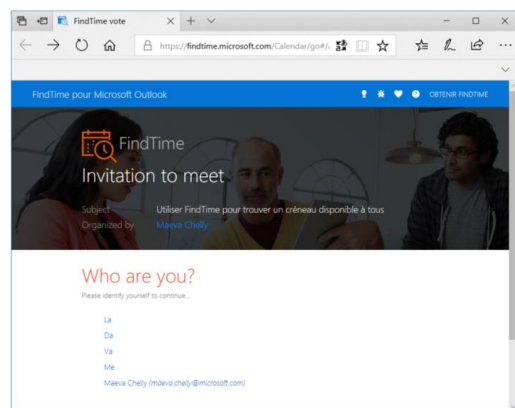 FindTime vote
https://findtime.microsoft.com/Calendar/go#/
FindTime pour Microsoft Outlook
OBTENIR FINDTIME
FindTime
Invitation to meet
Subject Utiliser FindTime pour trouver un créneau disponible à tous
Organized by Maeva Chelly
Who are you?
Please identify yourself to continue...
La
Da
Va
Me
Maeva Chelly (maeva.chelly@microsoft.com)